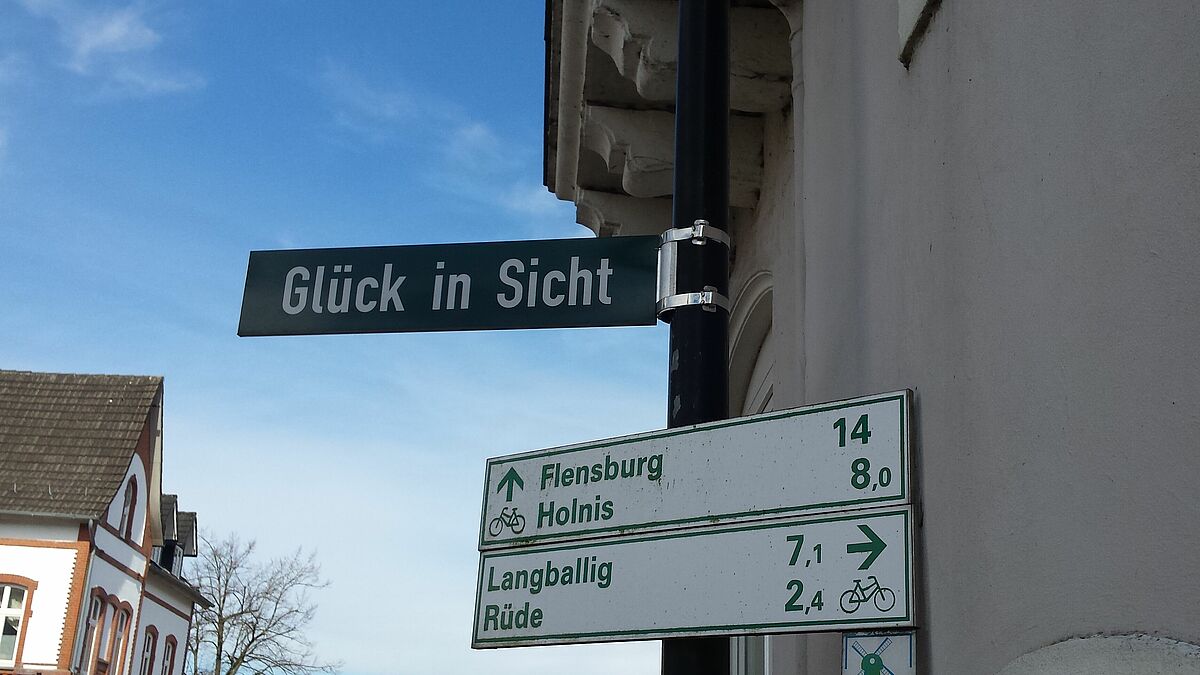 Glück in Sicht
Flensburg 14
Holnis 8,0
Langballig 7,1
Rüde 2,4